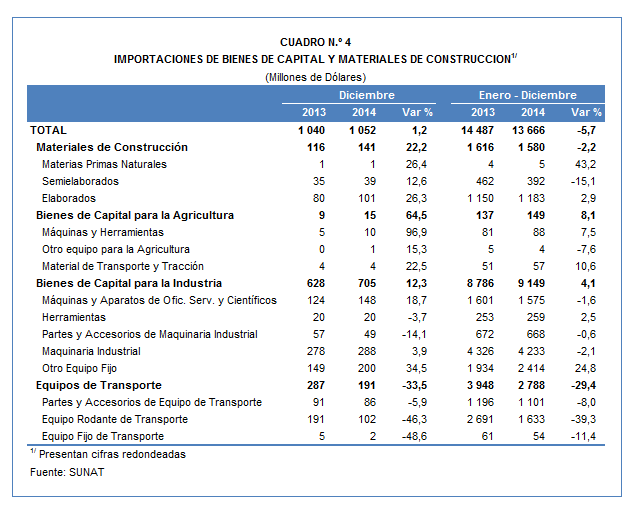 CUADRO N.º 4
IMPORTACIONES DE BIENES DE CAPITAL Y MATERIALES DE CONSTRUCCION1/
(Millones de Dólares)
Diciembre Enero - Diciembre
2013 2014 Var % 2013 2014 Var %
TOTAL 1 040 1 052 1,2 14 487 13 666 -5,7
Materiales de Construcción 116 141 22,2 1 616 1 580 -2,2
Materias Primas Naturales 1 1 26,4 4 5 43,2
Semielaborados 35 39 12,6 462 392 -15,1
Elaborados 80 101 26,3 1 150 1 183 2,9
Bienes de Capital para la Agricultura 9 15 64,5 137 149 8,1
Máquinas y Herramientas 5 10 96,9 81 88 7,5
Otro equipo para la Agricultura 0 1 15,3 5 4 -7,6
Material de Transporte y Tracción 4 4 22,5 51 57 10,6
Bienes de Capital para la Industria 628 705 12,3 8 786 9 149 4,1
Máquinas y Aparatos de Ofic. Serv. y Científicos 124 148 18,7 1 601 1 575 -1,6
Herramientas 20 20 -3,7 253 259 2,5
Partes y Accesorios de Maquinaria Industrial 57 49 -14,1 672 668 -0,6
Maquinaria Industrial 278 288 3,9 4 326 4 233 -2,1
Otro Equipo Fijo 149 200 34,5 1 934 2 414 24,8
Equipos de Transporte 287 191 -33,5 3 948 2 788 -29,4
Partes y Accesorios de Equipo de Transporte 91 86 -5,9 1 196 1 101 -8,0
Equipo Rodante de Transporte 191 102 -46,3 2 691 1 633 -39,3
Equipo Fijo de Transporte 5 2 -48,6 61 54 -11,4
1/ Presentan cifras redondeadas
Fuente: SUNAT